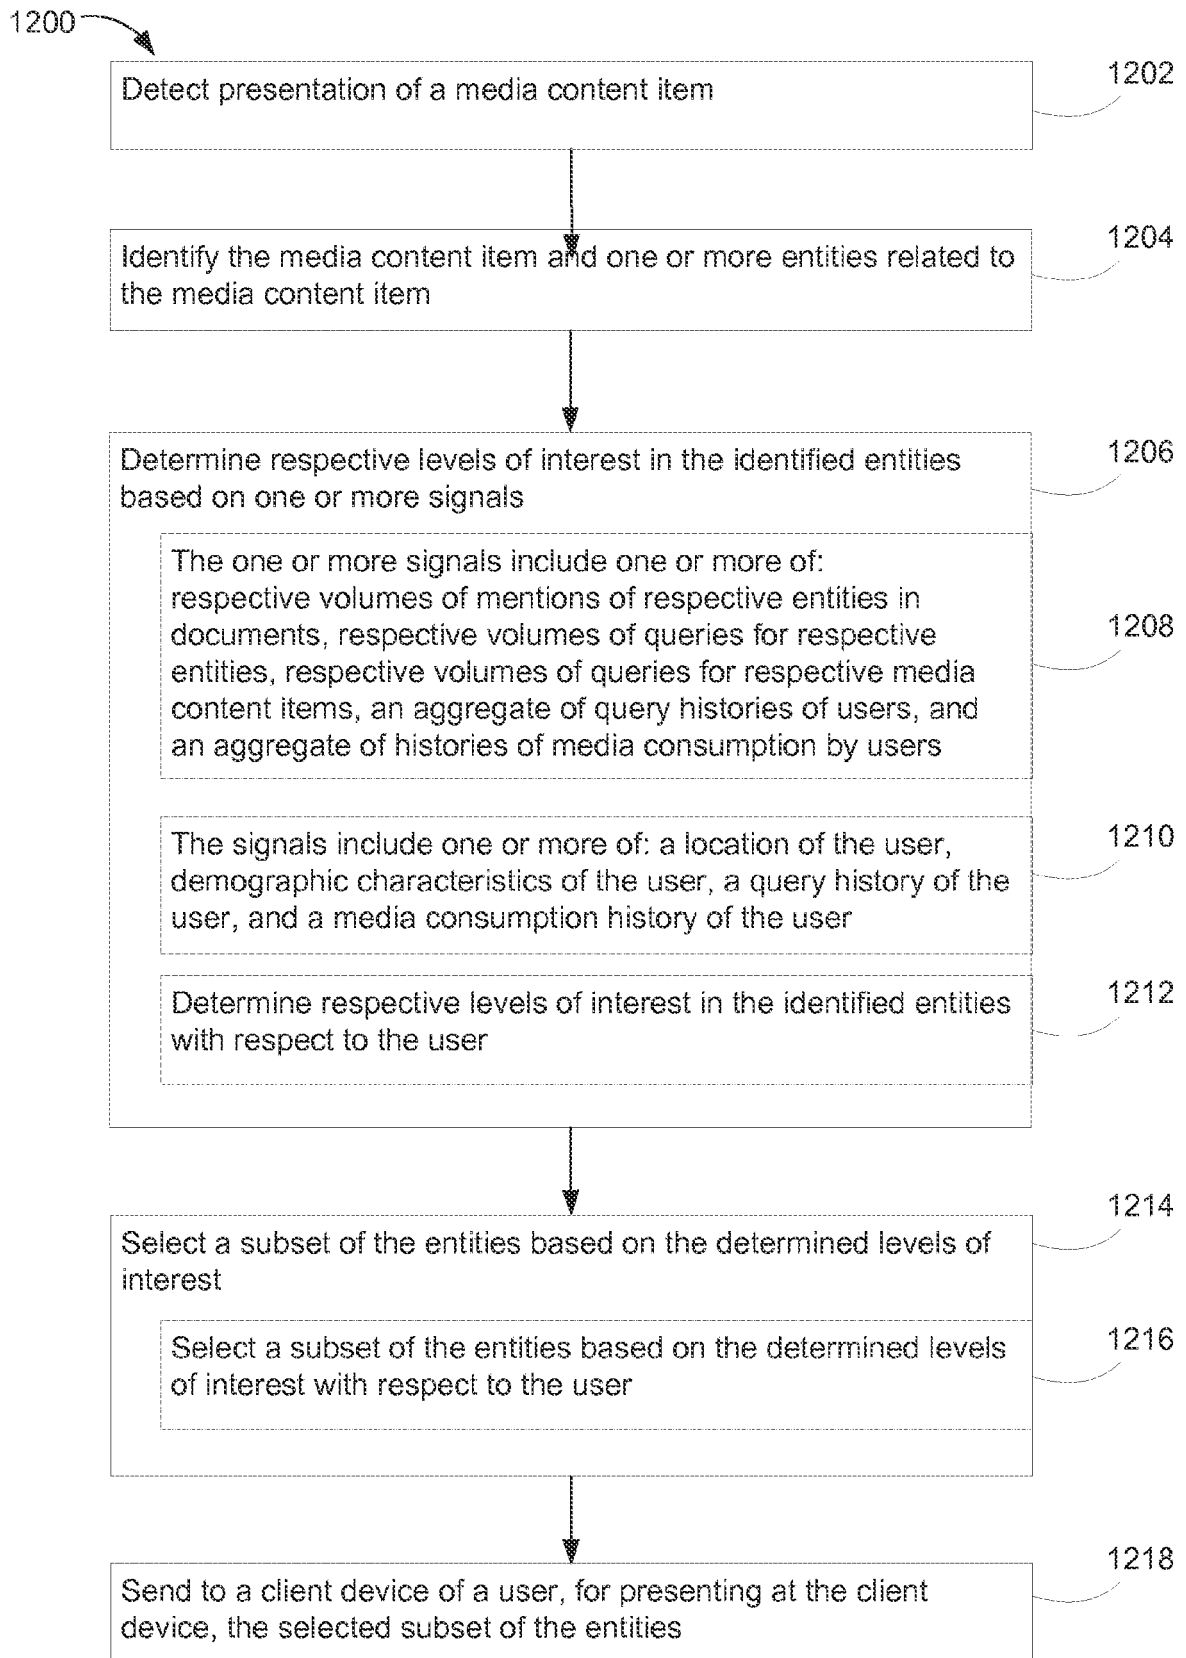 1200
Detect presentation of a media content item
1202
Identify the media content item and one or more entities related to
the media content item
1204
Determine respective levels of interest in the identified entities
based on one or more signals
1206
The one or more signals include one or more of:
respective volumes of mentions of respective entities in
documents, respective volumes of queries for respective
entities, respective volumes of queries for respective media
content items, an aggregate of query histories of users, and
an aggregate of histories of media consumption by users
1208
The signals include one or more of: a location of the user,
demographic characteristics of the user, a query history of the
user, and a media consumption history of the user
1210
Determine respective levels of interest in the identified entities
with respect to the user
1212
Select a subset of the entities based on the determined levels of
interest
1214
Select a subset of the entities based on the determined levels
of interest with respect to the user
1216
Send to a client device of a user, for presenting at the client
device, the selected subset of the entities
1218